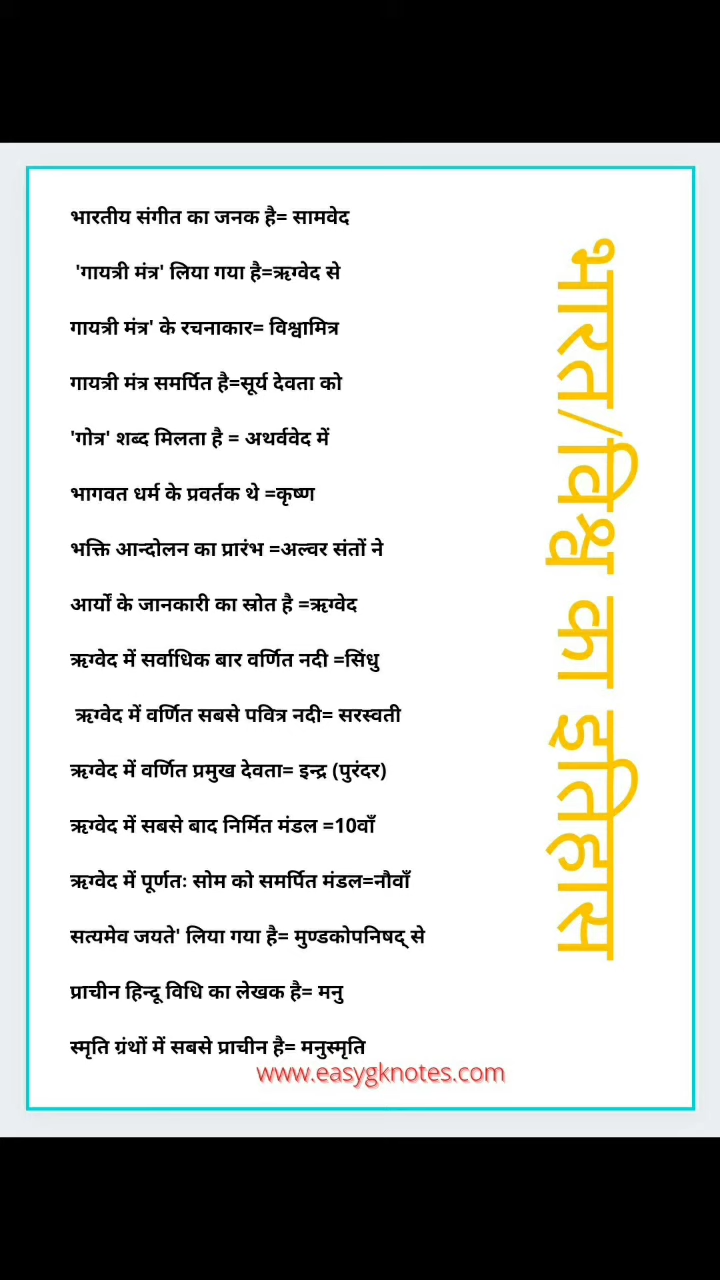 भारतीय संगीत का जनक है= सामवेद
'गायत्री मंत्र' लिया गया है=ऋग्वेद से
गायत्री मंत्र' के रचनाकार= विश्वामित्र
गायत्री मंत्र समर्पित है=सूर्य देवता को
'गोत्र' शब्द मिलता है = अथर्ववेद में
भागवत धर्म के प्रवर्तक थे =कृष्ण
भक्ति आन्दोलन का प्रारंभ =अल्वर संतों ने
आर्यों के जानकारी का स्रोत है =ऋग्वेद
ऋग्वेद में सर्वाधिक बार वर्णित नदी =सिंधु
ऋग्वेद में वर्णित सबसे पवित्र नदी= सरस्वती
ऋग्वेद में वर्णित प्रमुख देवता= इन्द्र (पुरंदर)
ऋग्वेद में सबसे बाद निर्मित मंडल =10वाँ
ऋग्वेद में पूर्णतः सोम को समर्पित मंडल=नौवाँ
सत्यमेव जयते' लिया गया है= मुण्डकोपनिषद् से
प्राचीन हिन्दू विधि का लेखक है= मनु
स्मृति ग्रंथों में सबसे प्राचीन है= मनुस्मृति
www.easygknotes.com
भारत/विश्व का इतिहास